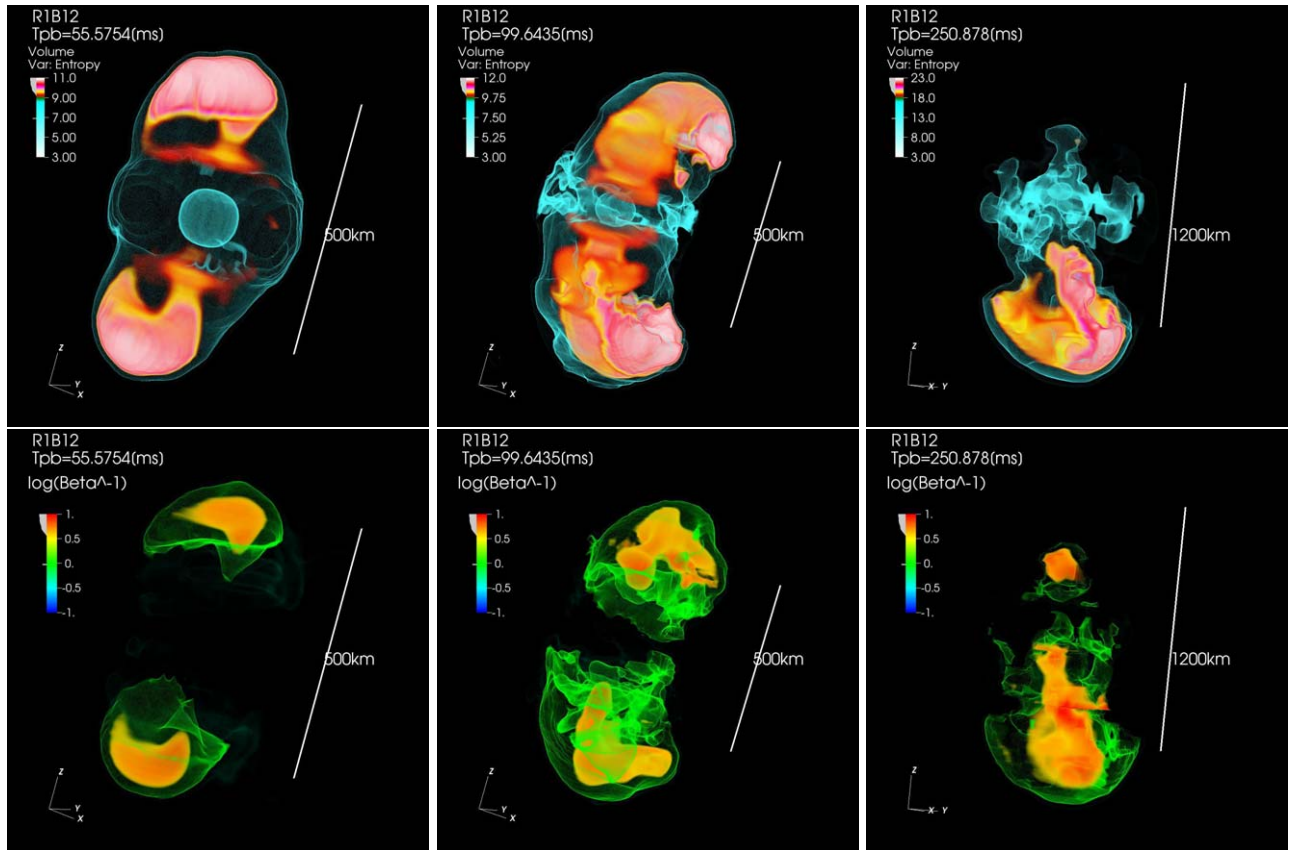 R1B12
Tpb=55.5754[ms]
Volume
Var: Entropy
11.0
9.00
7.00
5.00
3.00
500km
Z
Y
X
R1B12
Tpb=99.6435[ms]
Volume
Var: Entropy
12.0
9.75
7.50
5.25
3.00
500km
Z
Y
X
R1B12
Tpb=250.878[ms]
Volume
Var: Entropy
23.0
18.0
13.0
8.00
3.00
1200km
Z
X Y
R1B12
Tpb=55.5754[ms]
log(Beta^-1)
1.
0.5
0.
-0.5
-1.
500km
Z
Y
X
R1B12
Tpb=99.6435[ms]
log(Beta^-1)
1.
0.5
0.
-0.5
-1.
500km
Z
Y
X
R1B12
Tpb=250.878[ms]
log(Beta^-1)
1.
0.5
0.
-0.5
-1.
1200km
Z
X Y